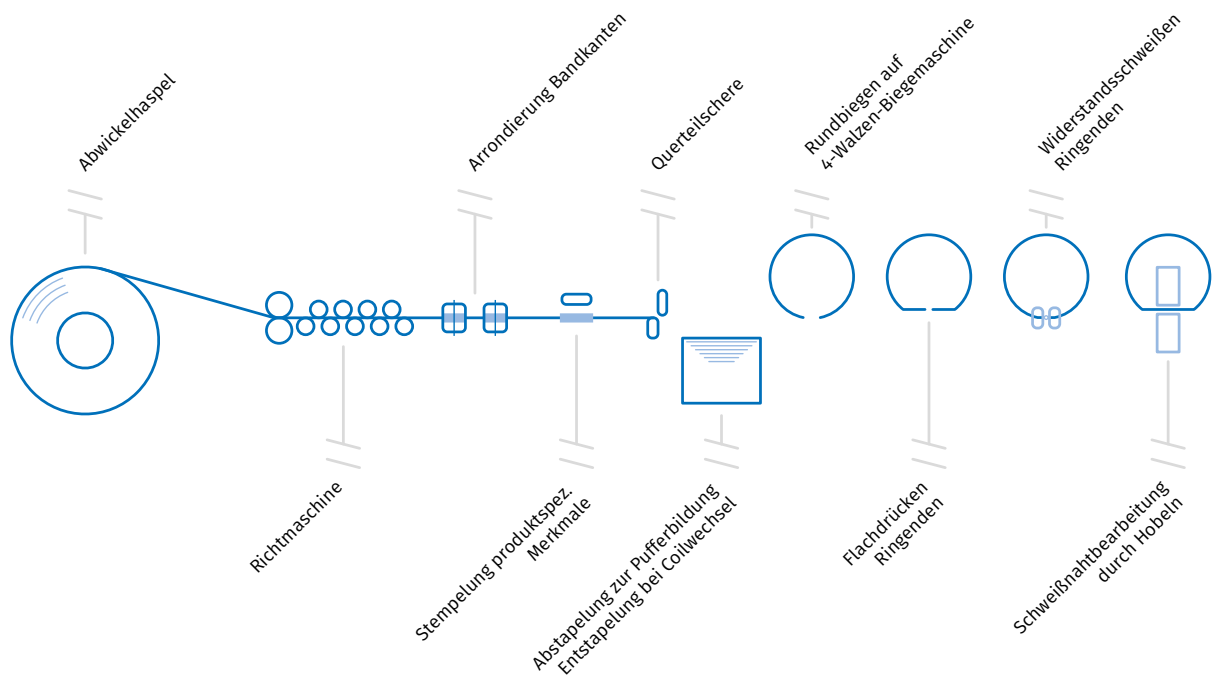 Abwickelhaspel
Richtmaschine
Arrondierung Bandkanten
Stempelung produktspez.
Merkmale
Querteilschere
Abstapelung zur Pufferbildung
Entstapelung bei Coilwechsel
Rundbiegen auf
4-Walzen-Biegemaschine
Flachdrücken
Ringenden
Widerstandsschweißen
Ringenden
Schweißnahtbearbeitung
durch Hobeln